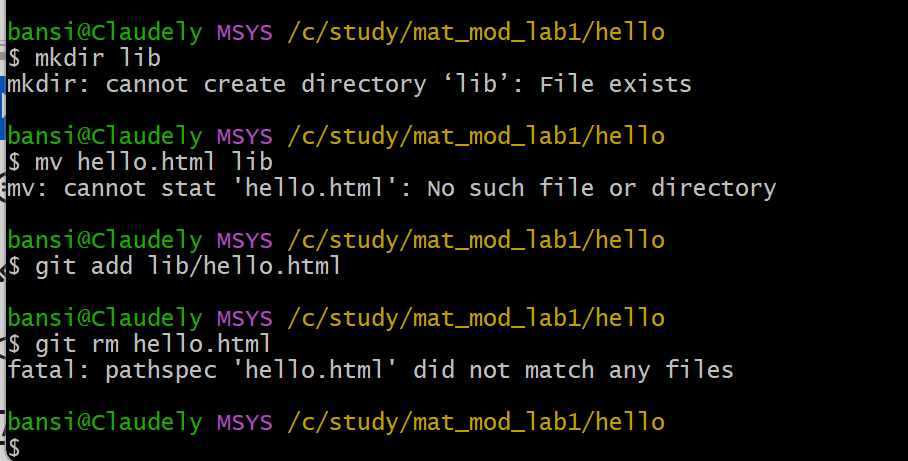 bansi@Claudely MSYS /c/study/mat_mod_lab1/hello
$ mkdir lib
mkdir: cannot create directory ‘lib’: File exists
bansi@Claudely MSYS /c/study/mat_mod_lab1/hello
$ mv hello.html lib
mv: cannot stat 'hello.html': No such file or directory
bansi@Claudely MSYS /c/study/mat_mod_lab1/hello
$ git add lib/hello.html
bansi@Claudely MSYS /c/study/mat_mod_lab1/hello
$ git rm hello.html
fatal: pathspec 'hello.html' did not match any files
bansi@Claudely MSYS /c/study/mat_mod_lab1/hello
$